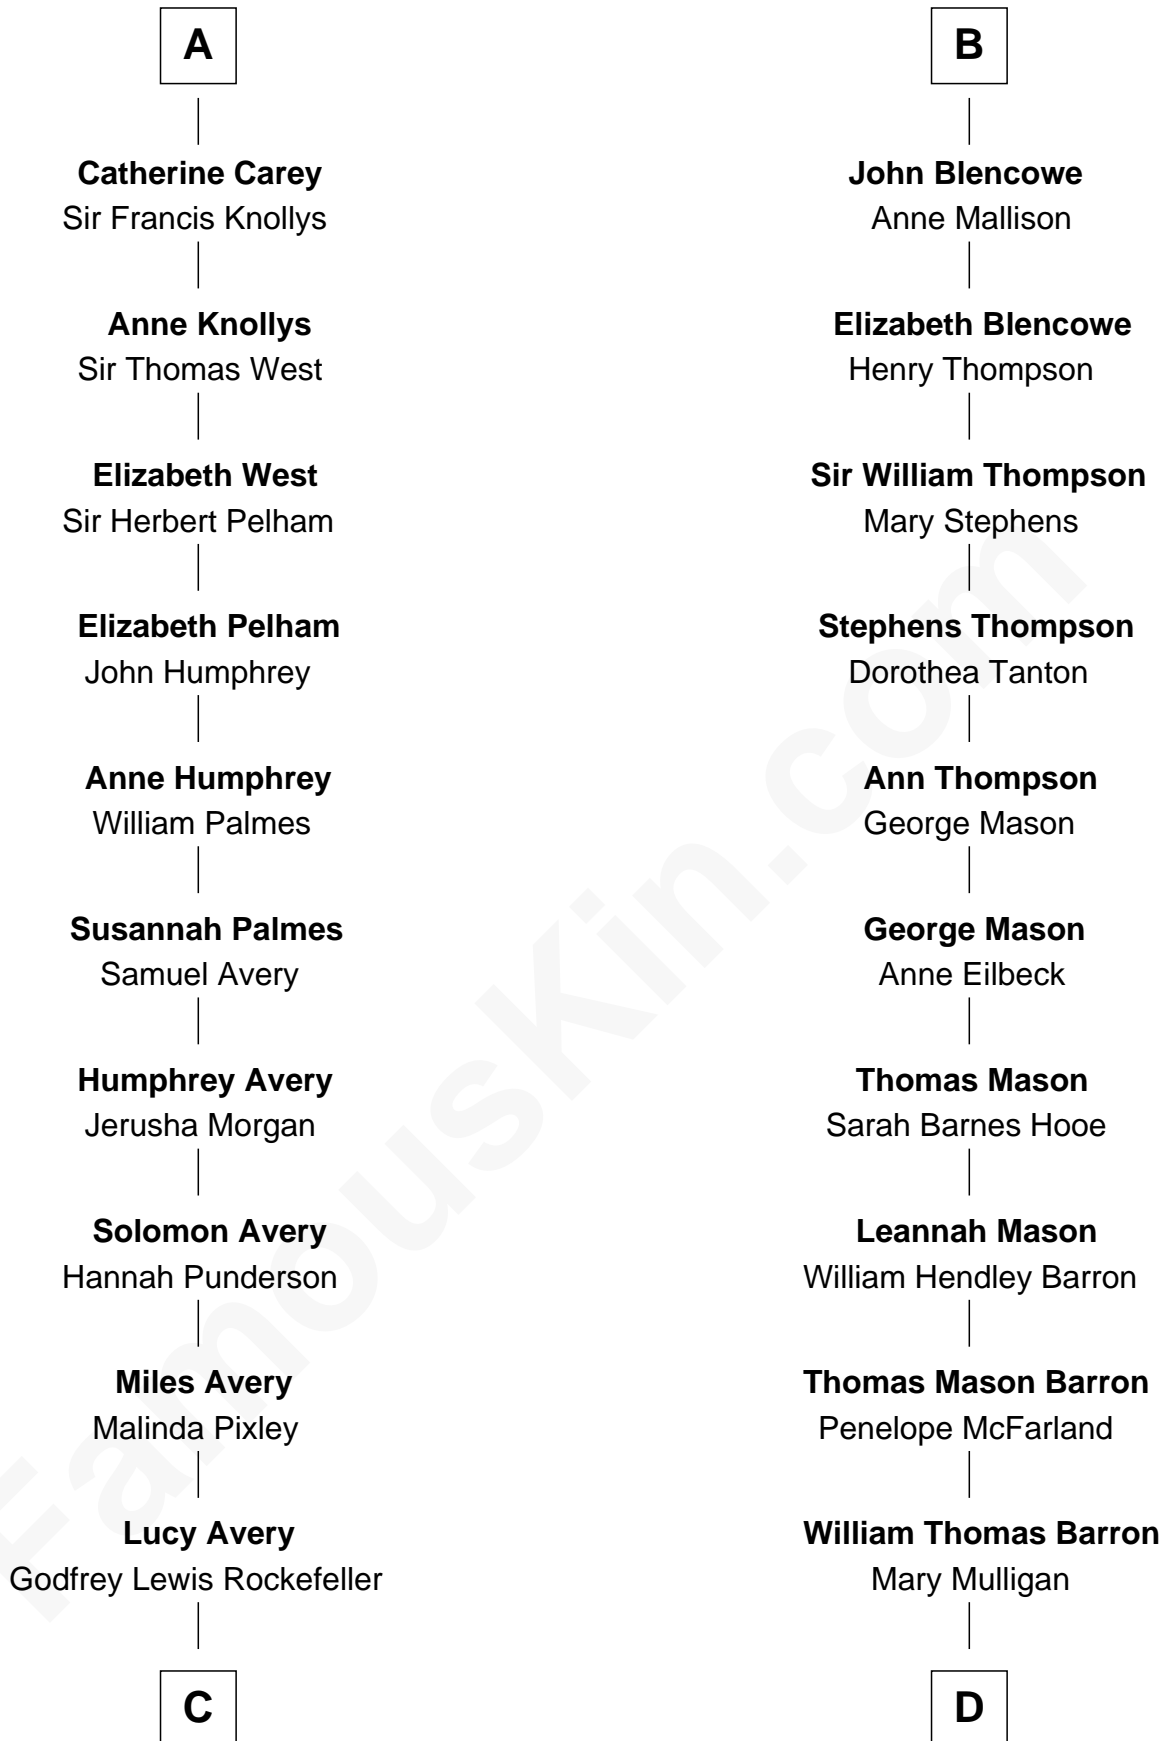 A
Catherine Carey
Sir Francis Knollys
Anne Knollys
Sir Thomas West
Elizabeth West
Sir Herbert Pelham
Elizabeth Pelham
John Humphrey
Anne Humphrey
William Palmes
Susannah Palmes
Samuel Avery
Humphrey Avery
Jerusha Morgan
Solomon Avery
Hannah Punderson
Miles Avery
Malinda Pixley
Lucy Avery
Godfrey Lewis Rockefeller
C
B
John Blencowe
Anne Mallison
Elizabeth Blencowe
Henry Thompson
Sir William Thompson
Mary Stephens
Stephens Thompson
Dorothea Tanton
Ann Thompson
George Mason
George Mason
Anne Eilbeck
Thomas Mason
Sarah Barnes Hooe
Leannah Mason
William Hendley Barron
Thomas Mason Barron
Penelope McFarland
William Thomas Barron
Mary Mulligan
D
FamousKin.com